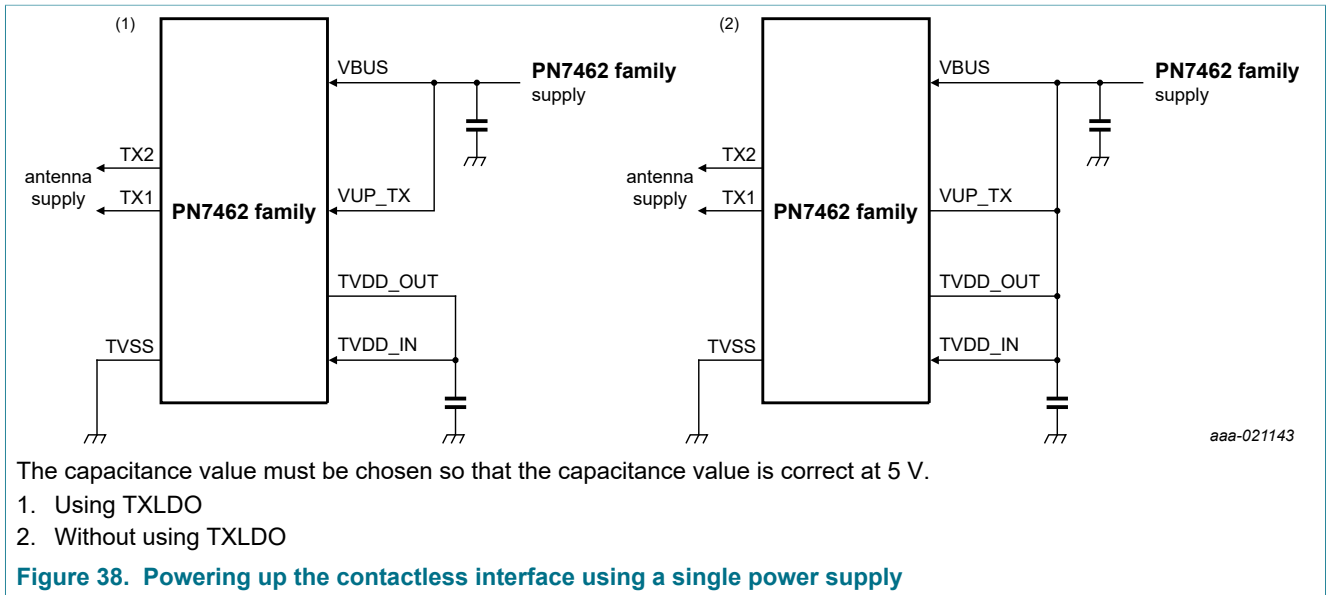 (1)
VBUS
PN7462 family
supply
TX2
antenna
supply
TX1
PN7462 family
VUP_TX
TVDD_OUT
TVSS
TVDD_IN
(2)
VBUS
PN7462 family
supply
TX2
antenna
supply
TX1
PN7462 family
VUP_TX
TVDD_OUT
TVSS
TVDD_IN
aaa-021143
The capacitance value must be chosen so that the capacitance value is correct at 5 V.
1. Using TXLDO
2. Without using TXLDO
Figure 38. Powering up the contactless interface using a single power supply